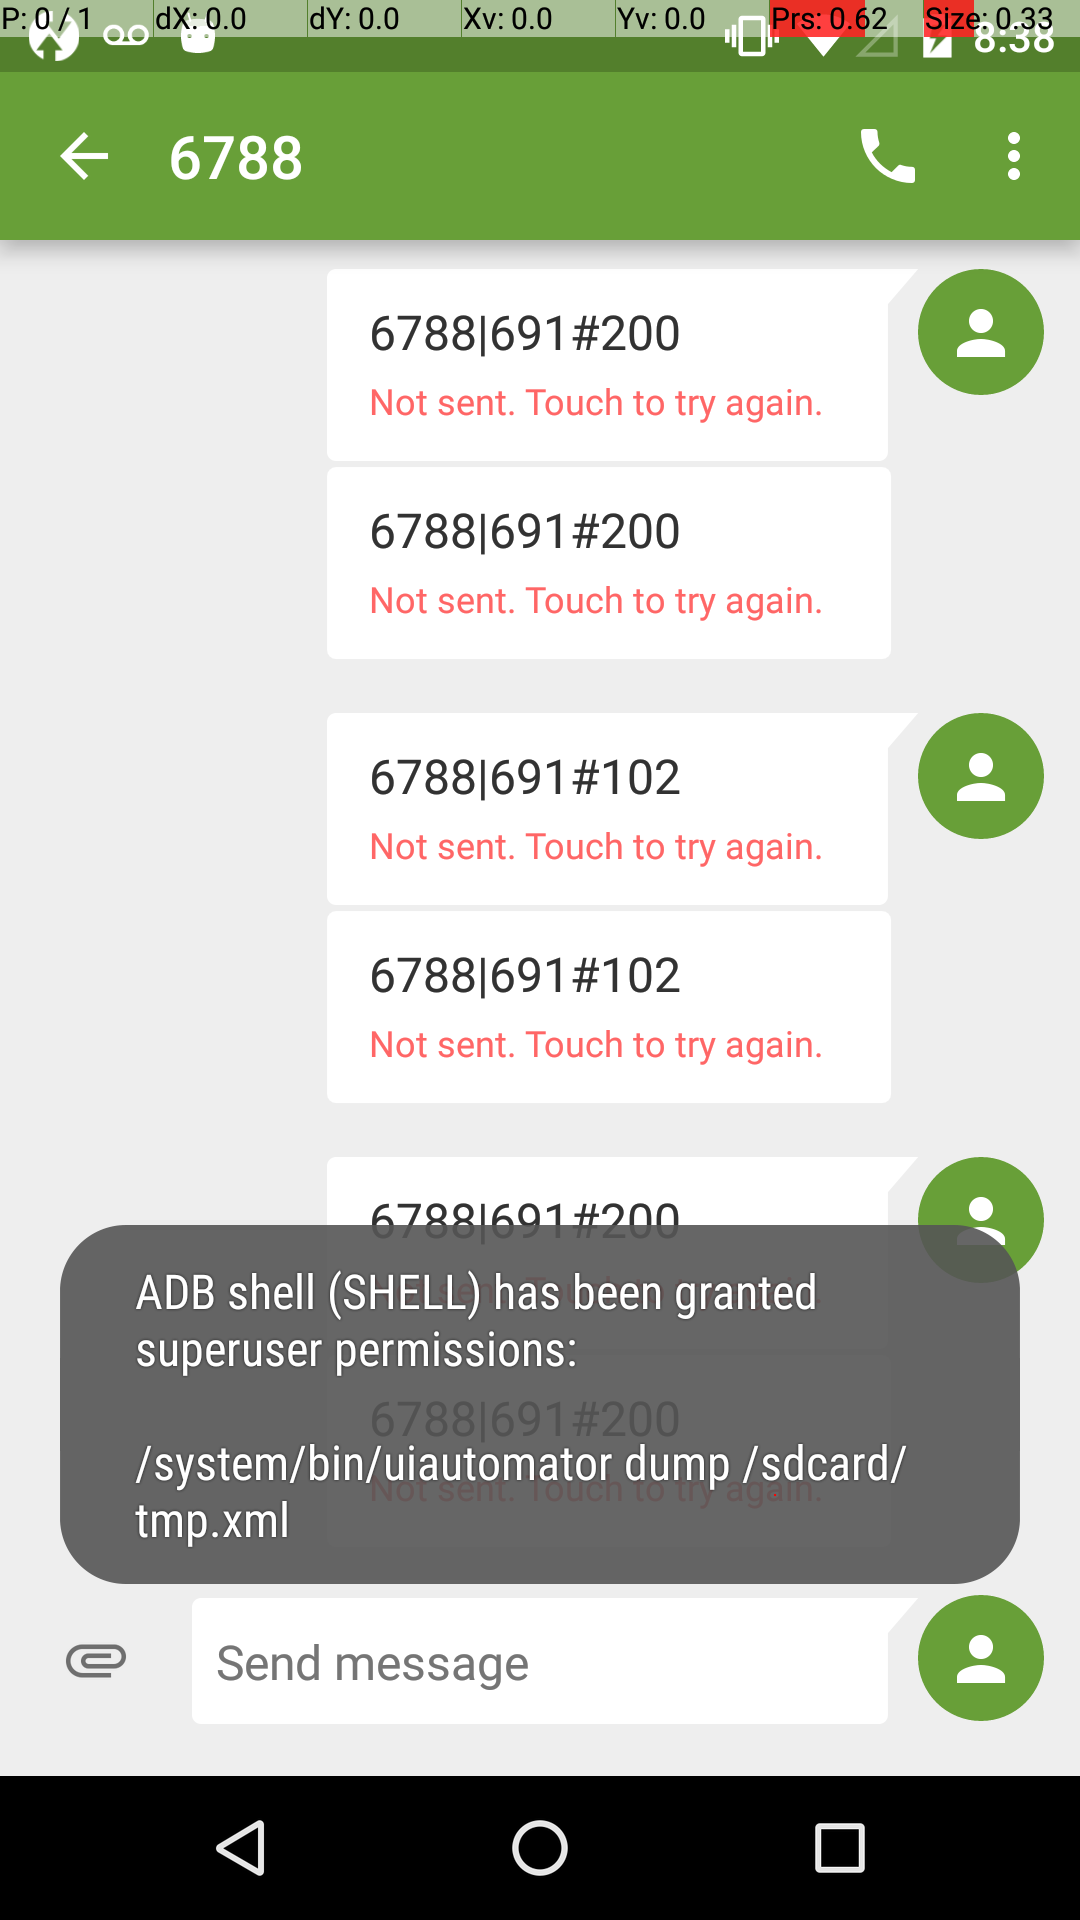 P: 0 / 1 dX: 0.0 dY: 0.0 Xv: 0.0 Yv: 0.0 Prs: 0.62 Size: 0.33
8:38
6788
6788|691#200
Not sent. Touch to try again.
6788|691#200
Not sent. Touch to try again.
6788|691#102
Not sent. Touch to try again.
6788|691#102
Not sent. Touch to try again.
6788|691#200
ADB shell (SHELL) has been granted
superuser permissions:
6788|691#200
/system/bin/uiautomator dump /sdcard/
Not sent. Touch to try again.
tmp.xml
Send message